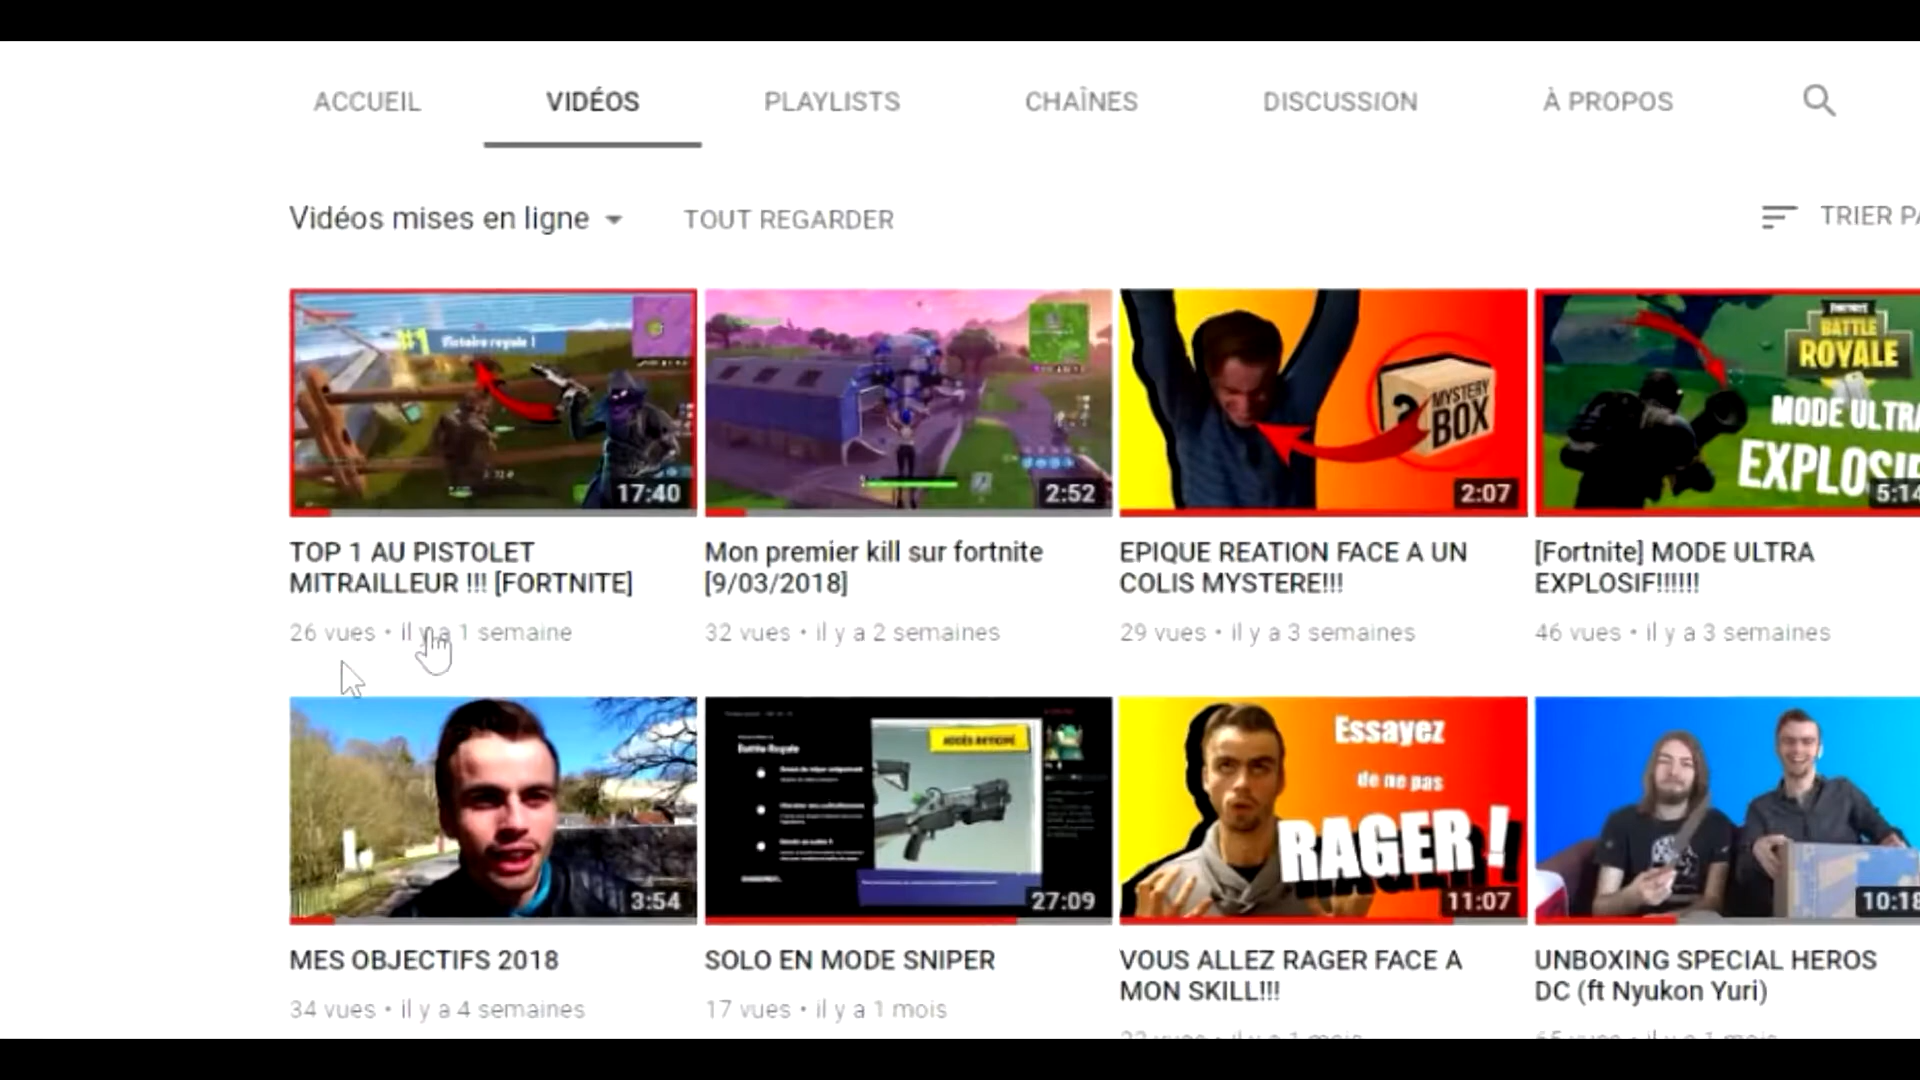 ACCUEIL
VIDÉOS
PLAYLISTS
CHAÎNES
DISCUSSION
À PROPOS
Vidéos mises en ligne
TOUT REGARDER
TRIER PA
#1 Victoire royale !
17:40
2:52
MYSTERY
BOX
2:07
BATTLE
ROYALE
MODE ULTRA
EXPLOSIF
5:14
TOP 1 AU PISTOLET
MITRAILLEUR !!! [FORTNITE]
26 vues • il y a 1 semaine
Mon premier kill sur fortnite
[9/03/2018]
32 vues • il y a 2 semaines
EPIQUE REATION FACE A UN
COLIS MYSTERE!!!
29 vues • il y a 3 semaines
[Fortnite] MODE ULTRA
EXPLOSIF!!!!!!
46 vues • il y a 3 semaines
3:54
Battle Royale
ACCÈS ANTICIPÉ
27:09
Essayez
de ne pas
RAGER !
11:07
10:18
MES OBJECTIFS 2018
34 vues • il y a 4 semaines
SOLO EN MODE SNIPER
17 vues • il y a 1 mois
VOUS ALLEZ RAGER FACE A
MON SKILL!!!
UNBOXING SPECIAL HEROS
DC (ft Nyukon Yuri)